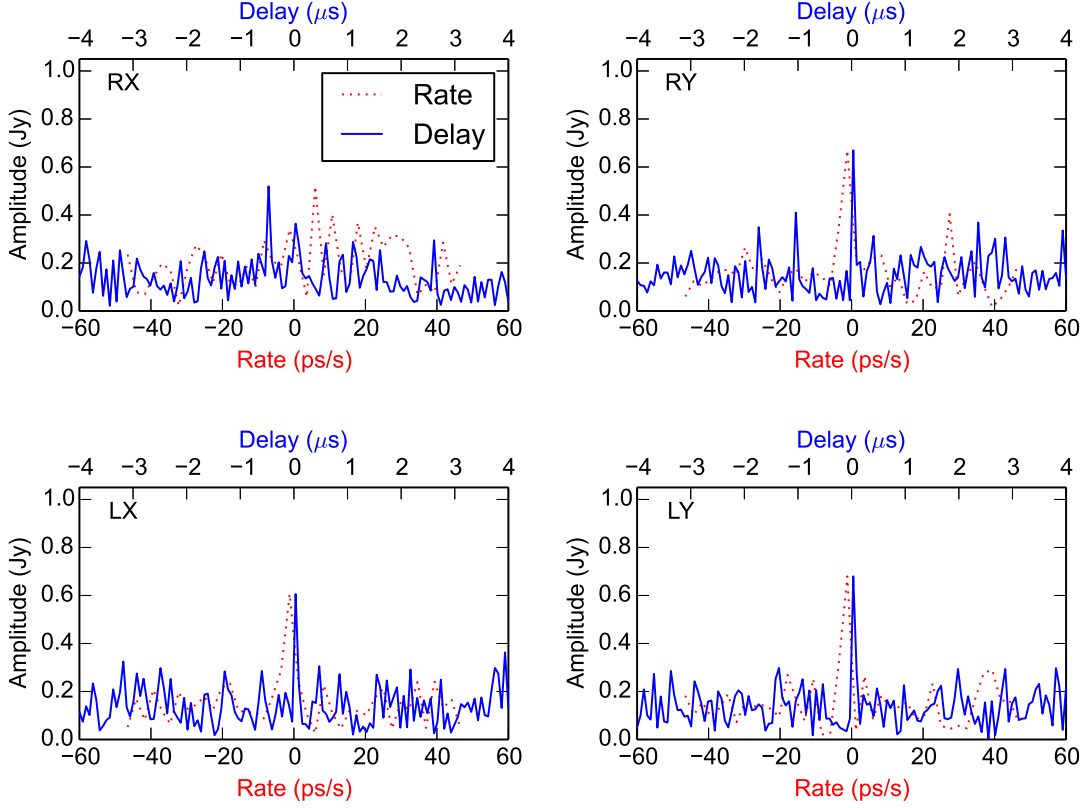 Delay (μs)
−4 −3 −2 −1 0 1 2 3 4
1.0 RX
0.8
0.6
0.4
0.2
0.0
Amplitude (Jy)
Rate
Delay
−60 −40 −20 0 20 40 60
Rate (ps/s)
Delay (μs)
−4 −3 −2 −1 0 1 2 3 4
1.0 RY
0.8
0.6
0.4
0.2
0.0
Amplitude (Jy)
−60 −40 −20 0 20 40 60
Rate (ps/s)
Delay (μs)
−4 −3 −2 −1 0 1 2 3 4
1.0 LX
0.8
0.6
0.4
0.2
0.0
Amplitude (Jy)
−60 −40 −20 0 20 40 60
Rate (ps/s)
Delay (μs)
−4 −3 −2 −1 0 1 2 3 4
1.0 LY
0.8
0.6
0.4
0.2
0.0
Amplitude (Jy)
−60 −40 −20 0 20 40 60
Rate (ps/s)